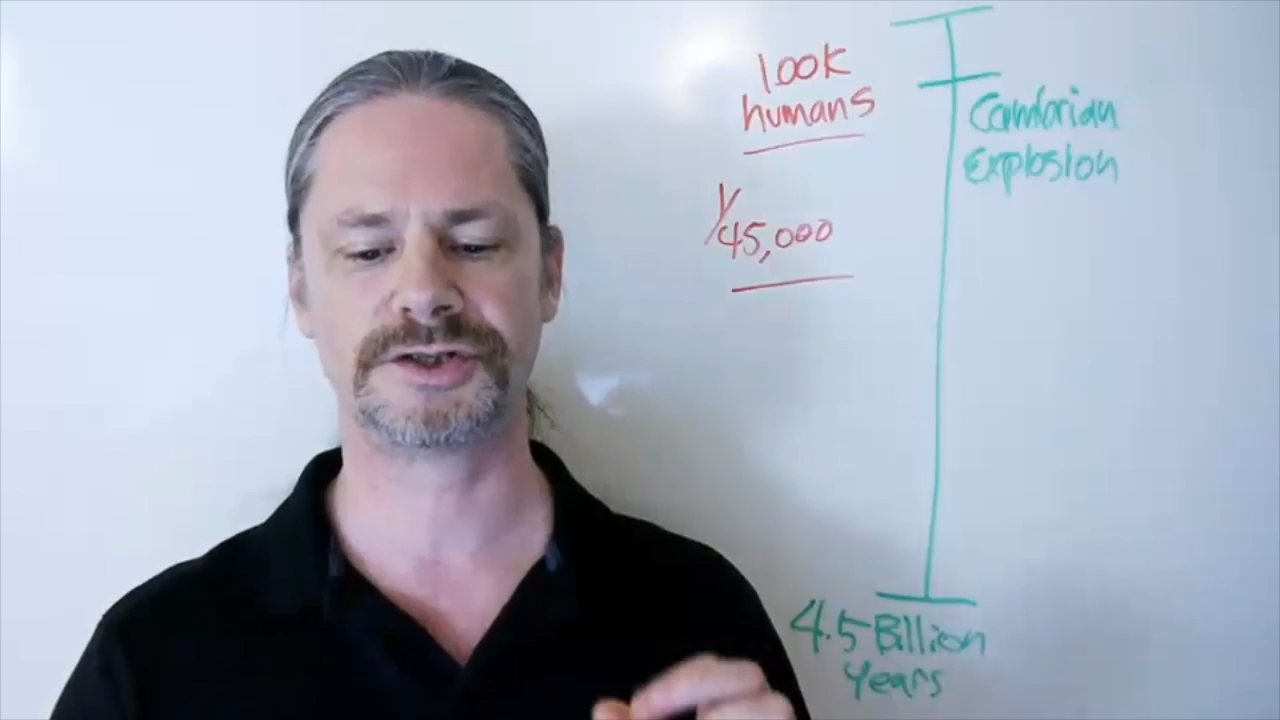 100k
humans
1/45,000
Cambrian
Explosion
4.5 Billion
Years